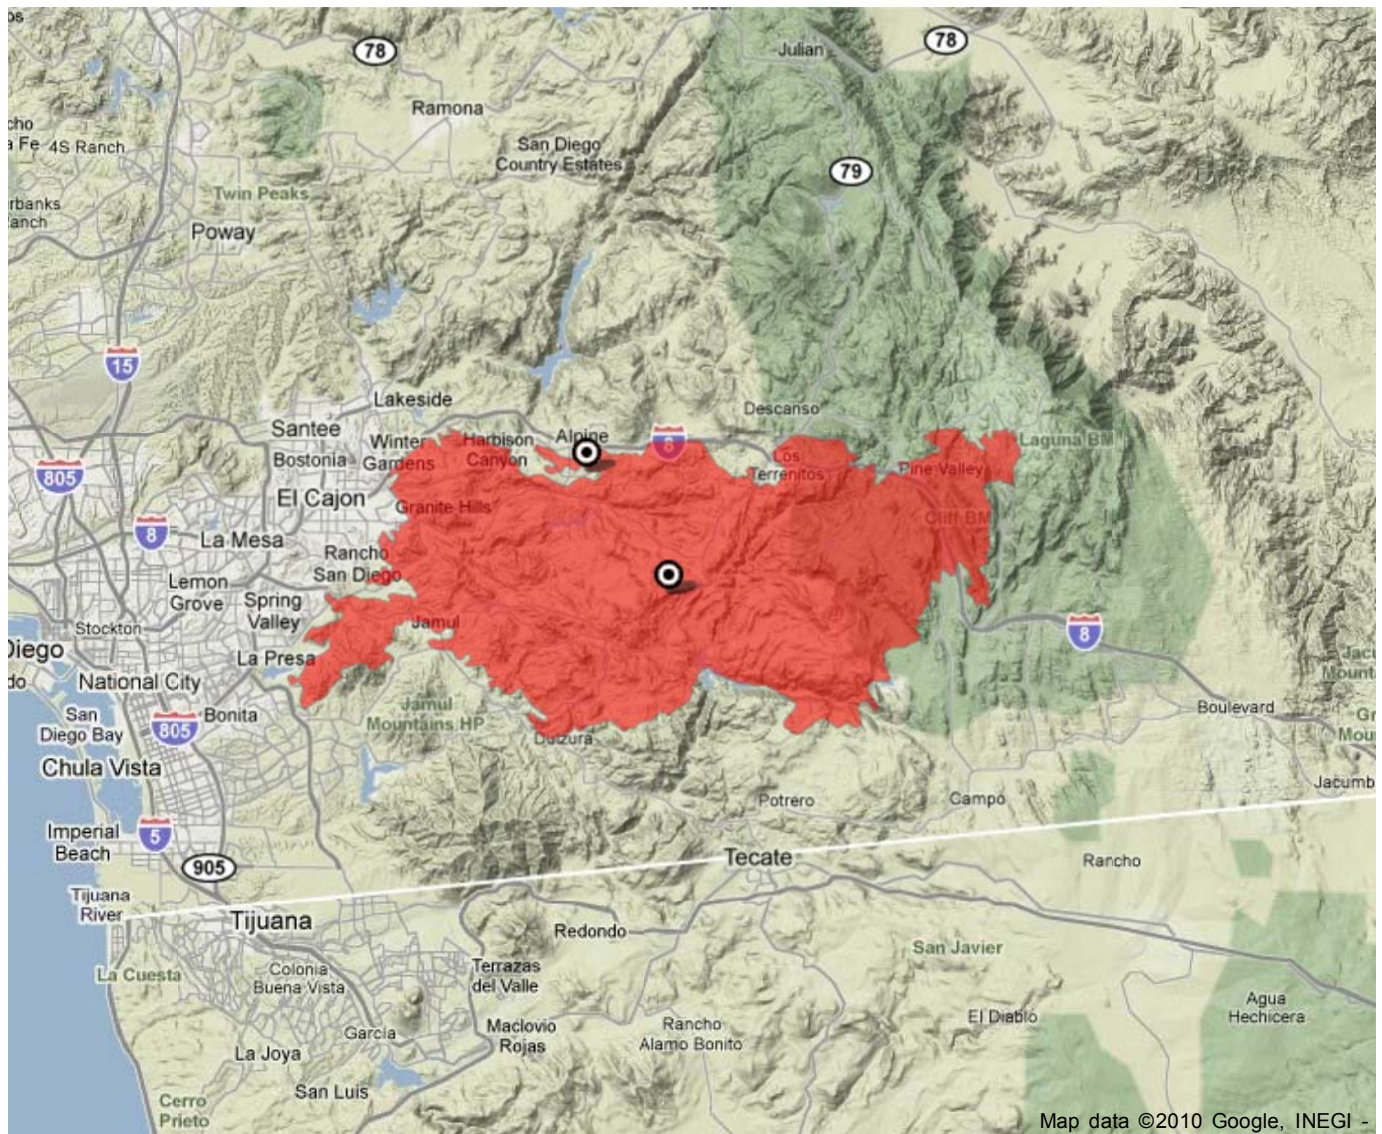 78
78
Julian
Ramona
San Diego
Country Estates
4S Ranch
79
Twin Peaks
Poway
15
Lakeside
Descanso
Santee
Winter
Gardens
Harbison
Canyon
Alpine
8
Laguna BM
Bostonia
Los
Terrenitos
Pine Valley
805
El Cajon
Granite Hills
Cliff BM
8
La Mesa
Rancho
San Diego
Lemon
Grove
Spring
Valley
Stockton
Jamul
8
Diego
La Presa
National City
Jamul
Mountains HP
San
Diego Bay
805
Bonita
Boulevard
Dulzura
Chula Vista
Jacumb
Potrero
Campo
Imperial
Beach
5
905
Tecate
Rancho
Tijuana
River
Tijuana
Redondo
San Javier
La Cuesta
Colonia
Buena Vista
Terrazas
del Valle
Agua
Hechicera
El Diablo
Garcia
Maclovio
Rojas
Rancho
Alamo Bonito
La Joya
San Luis
Cerro
Prieto
Map data ©2010 Google, INEGI -